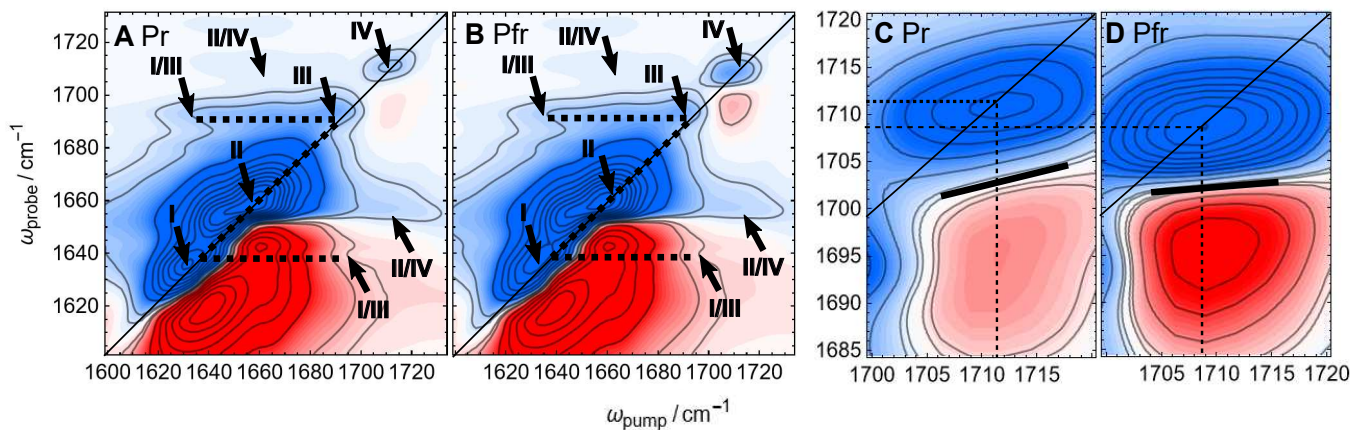 A Pr
B Pfr
C Pr
D Pfr
II/IV
IV
I/III
III
II
I
II/IV
I/III
II/IV
IV
I/III
III
II
I
II/IV
I/III
1720
1700
1680
1660
1640
1620
1600 1620 1640 1660 1680 1700 1720
1600 1620 1640 1660 1680 1700 1720
ωprobe / cm⁻¹
ωpump / cm⁻¹
1720
1715
1710
1705
1700
1695
1690
1685
1700 1705 1710 1715
1705 1710 1715 1720